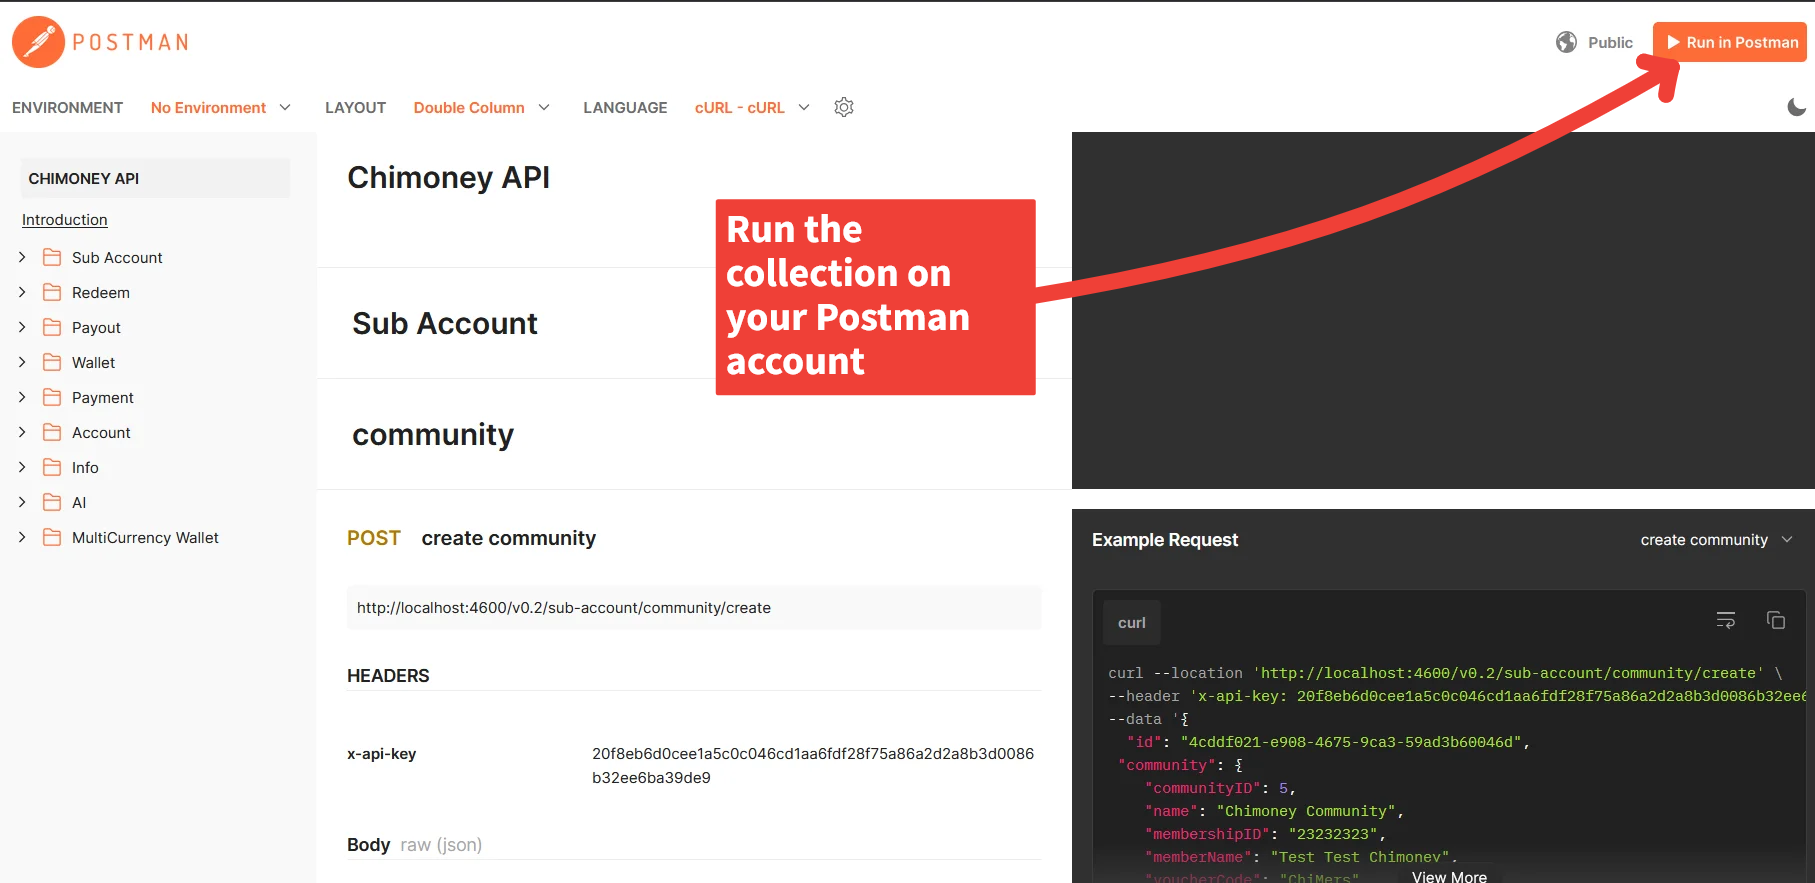 POSTMAN
Public
Run in Postman
ENVIRONMENT No Environment LAYOUT Double Column LANGUAGE cURL - cURL
CHIMONEY API
Introduction
Sub Account
Redeem
Payout
Wallet
Payment
Account
Info
AI
MultiCurrency Wallet
Chimoney API
Run the
collection on
your Postman
account
Sub Account
community
POST create community
http://localhost:4600/v0.2/sub-account/community/create
HEADERS
x-api-key 20f8eb6d0cee1a5c0c046cd1aa6fdf28f75a86a2d2a8b3d0086
b32ee6ba39de9
Body raw (json)
Example Request create community
curl
curl --location 'http://localhost:4600/v0.2/sub-account/community/create' \
--header 'x-api-key: 20f8eb6d0cee1a5c0c046cd1aa6fdf28f75a86a2d2a8b3d0086b32ee6
--data '{
"id": "4cddf021-e908-4675-9ca3-59ad3b60046d",
"community": {
"communityID": 5,
"name": "Chimoney Community",
"membershipID": "23232323",
"memberName": "Test Test Chimoney",
"voucherCode": "ChiMers"
View More